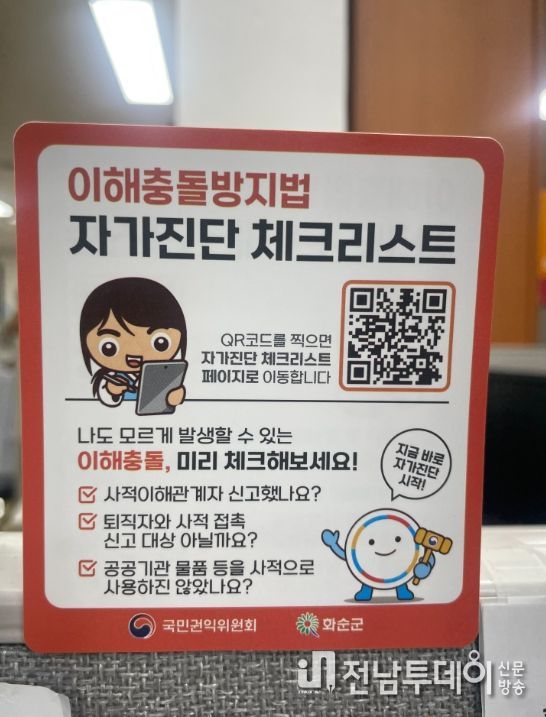 이해충돌방지법
자가진단 체크리스트
QR코드를 찍으면
자가진단 체크리스트
페이지로 이동합니다
나도 모르게 발생할 수 있는
이해충돌, 미리 체크해보세요!
지금 바로
자가진단
시작!
사적이해관계자 신고했나요?
퇴직자와 사적 접촉
신고 대상 아닐까요?
공공기관 물품 등을 사적으로
사용하진 않았나요?
국민권익위원회 화순군
전남투데이 신문
방송